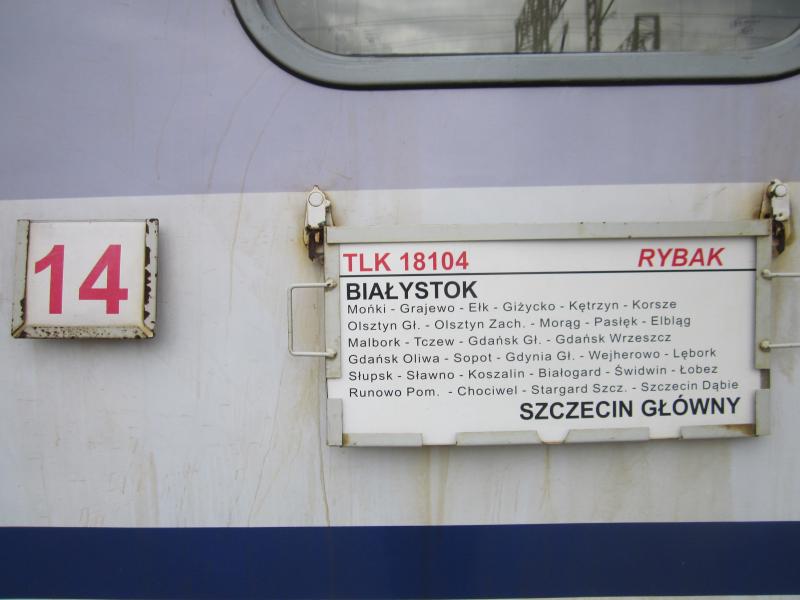 14
TLK 18104 RYBAK
BIAŁYSTOK
Mońki - Grajewo - Ełk - Giżycko - Kętrzyn - Korsze
Olsztyn Gł. - Olsztyn Zach. - Morąg - Pasłęk - Elbląg
Malbork - Tczew - Gdańsk Gł. - Gdańsk Wrzeszcz
Gdańsk Oliwa - Sopot - Gdynia Gł. - Wejherowo - Lębork
Słupsk - Sławno - Koszalin - Białogard - Świdwin - Łobez
Runowo Pom. - Chociwel - Stargard Szcz. - Szczecin Dąbie
SZCZECIN GŁÓWNY